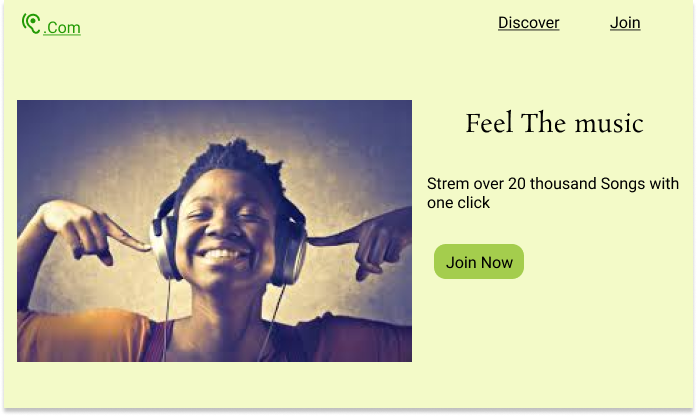 .Com
Discover
Join
Feel The music
Strem over 20 thousand Songs with
one click
Join Now